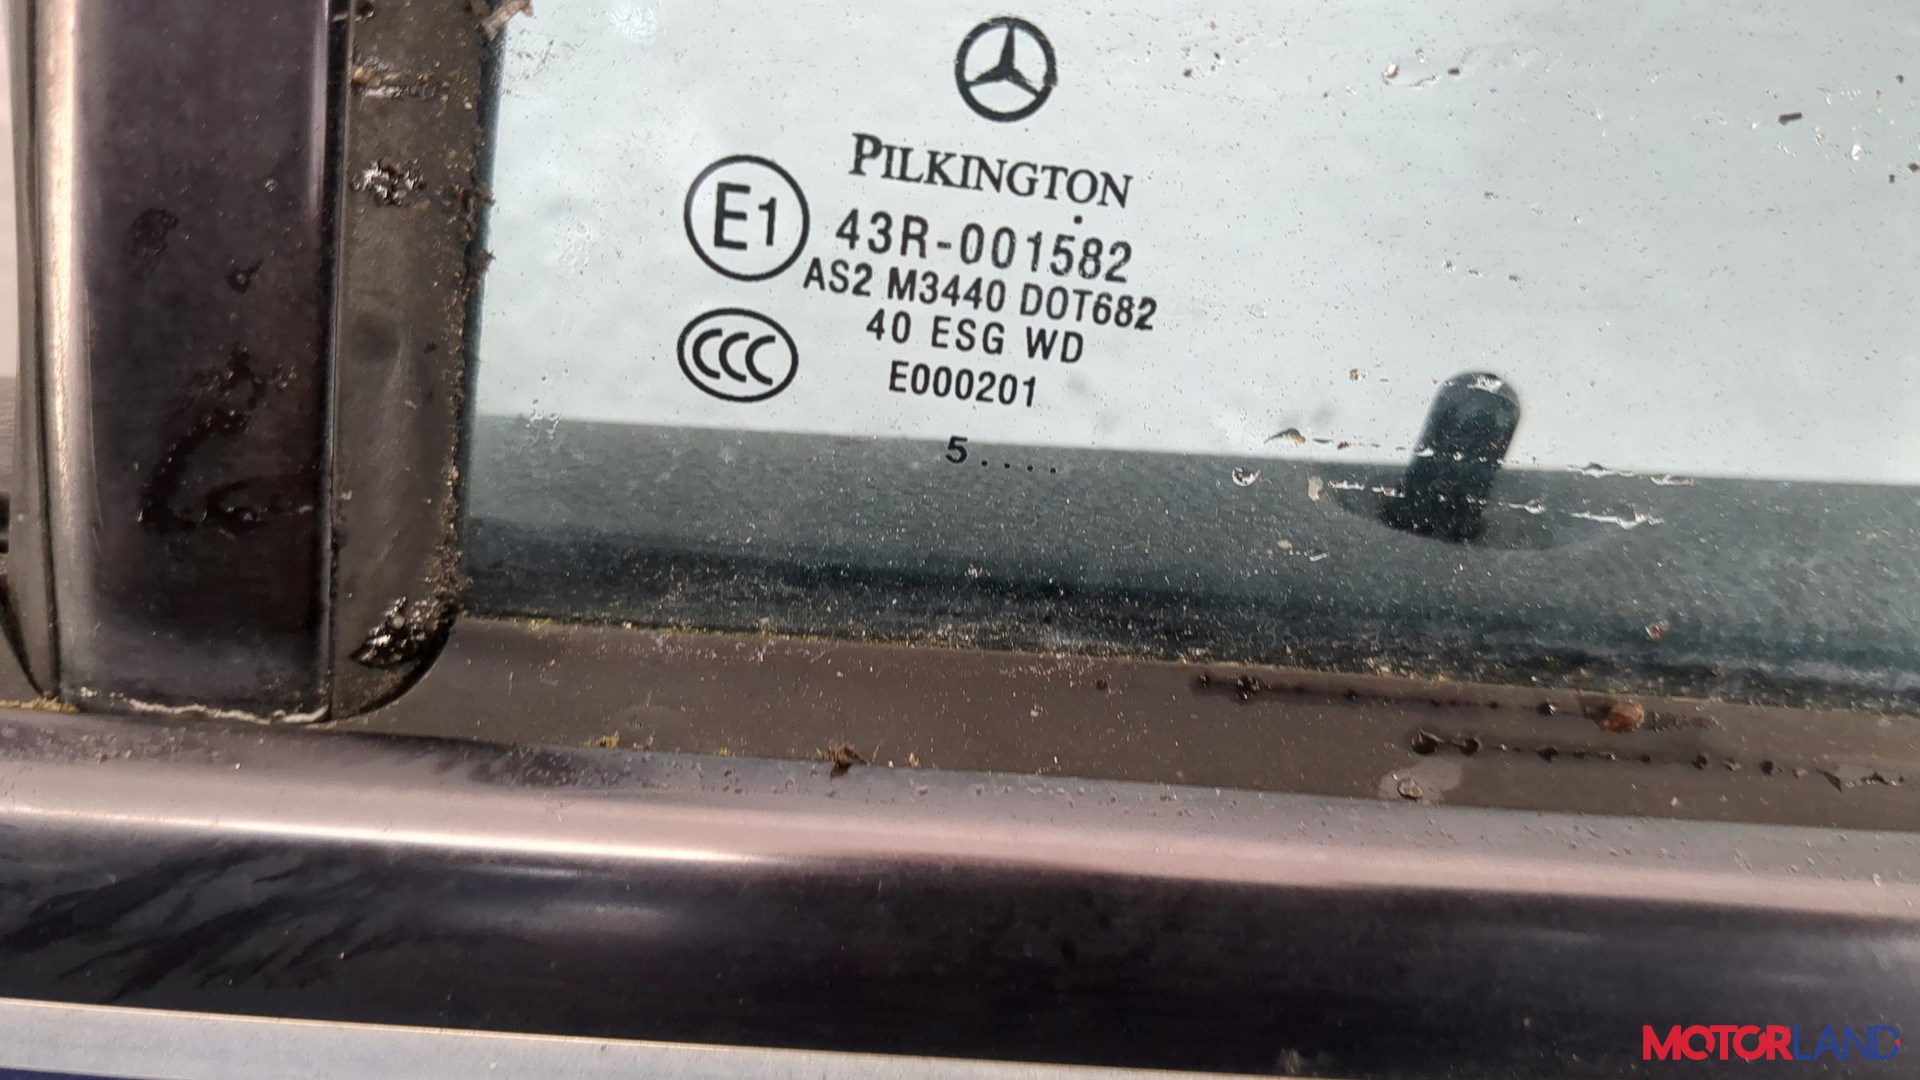 PILKINGTON
E1 43R-001582
AS2 M3440 DOT682
40 ESG WD
CCC E000201
5....
MOTORLAND